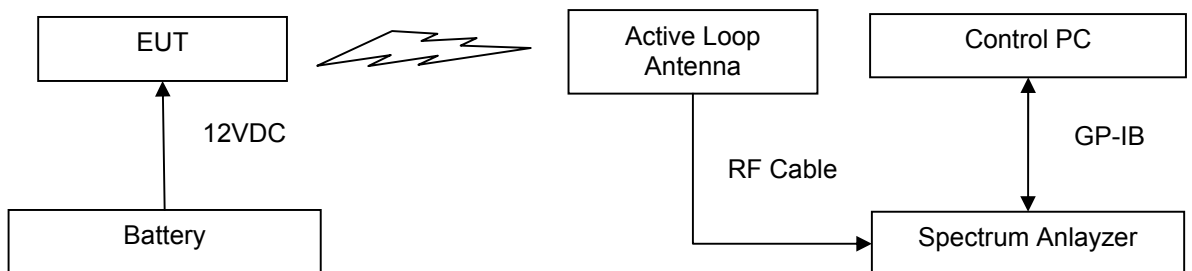 EUT
Active Loop
Antenna
Control PC
12VDC
GP-IB
RF Cable
Battery
Spectrum Anlayzer